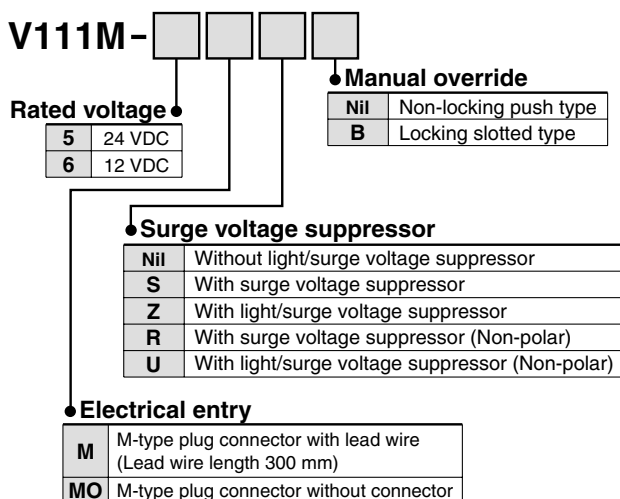 V111M-
Manual override
Nil Non-locking push type
B Locking slotted type
Rated voltage
5 24 VDC
6 12 VDC
Surge voltage suppressor
Nil Without light/surge voltage suppressor
S With surge voltage suppressor
Z With light/surge voltage suppressor
R With surge voltage suppressor (Non-polar)
U With light/surge voltage suppressor (Non-polar)
Electrical entry
M M-type plug connector with lead wire
(Lead wire length 300 mm)
MO M-type plug connector without connector